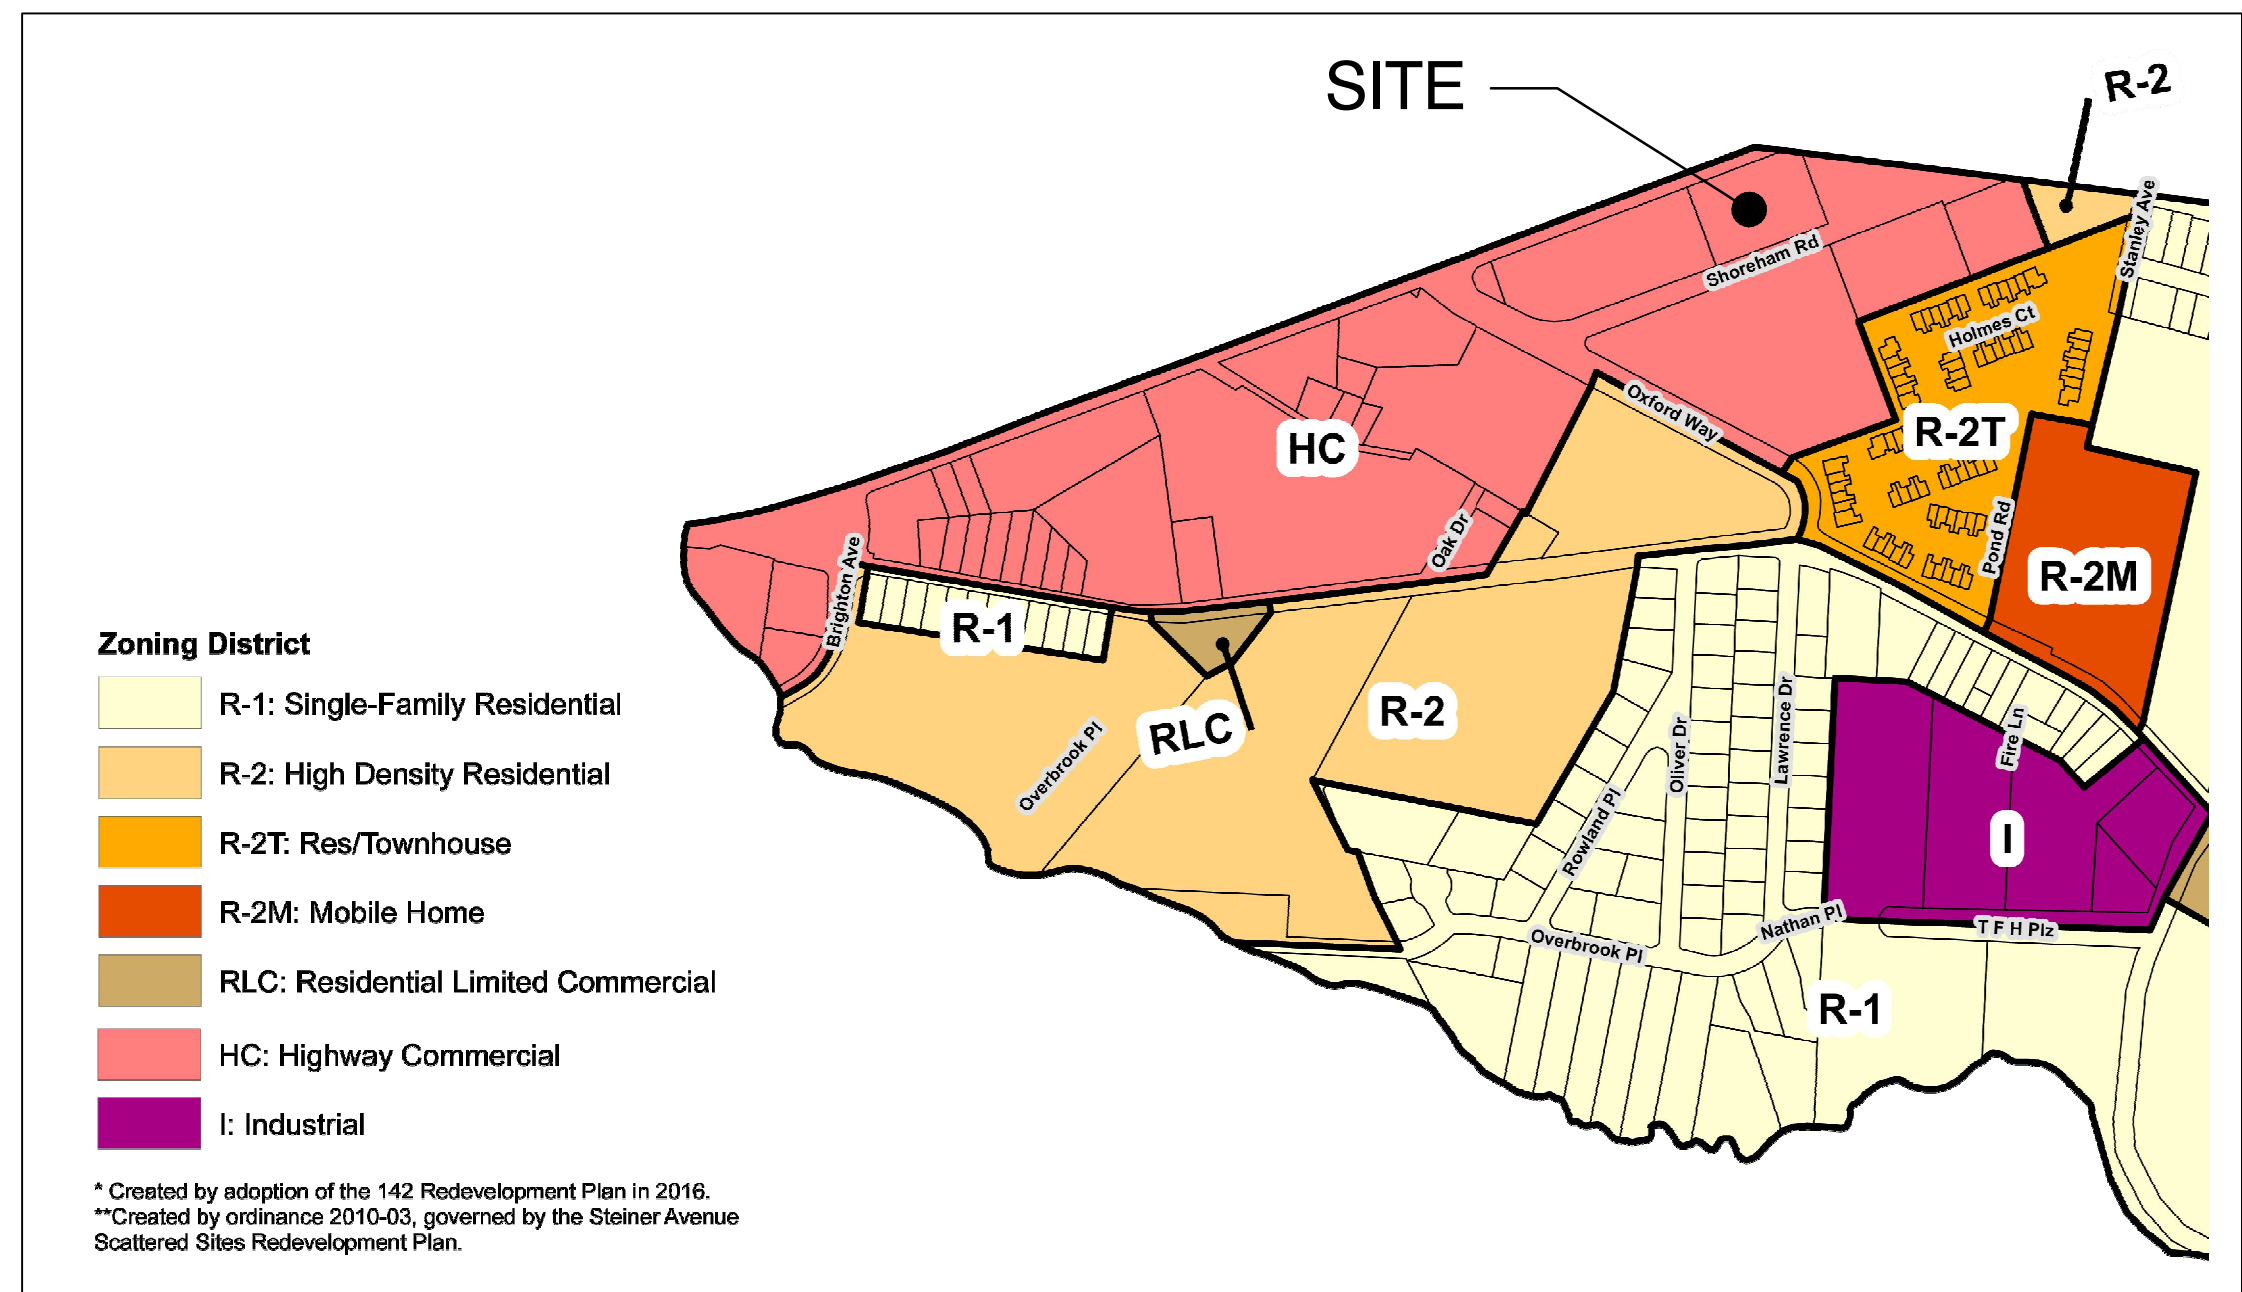 SITE
R-2
Stanley Ave
Shoreham Rd
Holmes Ct
Oxford Way
R-2T
HC
Oak Dr
Pond Rd
R-2M
Brighton Ave
R-1
RLC
R-2
Overbrook Pl
Oliver Dr
Lawrence Dr
Fire Ln
Rowland Pl
I
Nathan Pl
T F H Plz
Overbrook Pl
R-1
Zoning District
R-1: Single-Family Residential
R-2: High Density Residential
R-2T: Res/Townhouse
R-2M: Mobile Home
RLC: Residential Limited Commercial
HC: Highway Commercial
I: Industrial
* Created by adoption of the 142 Redevelopment Plan in 2016.
**Created by ordinance 2010-03, governed by the Steiner Avenue
Scattered Sites Redevelopment Plan.